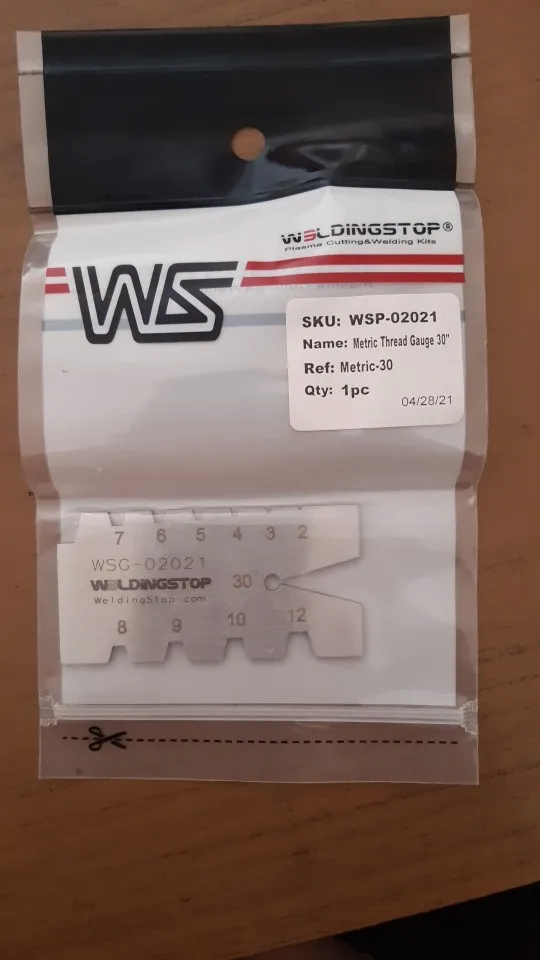 WELDINGSTOP®
Plasma Cutting&Welding Kits
WS
SKU: WSP-02021
Name: Metric Thread Gauge 30"
Ref: Metric-30
Qty: 1pc
04/28/21
7 6 5 4 3 2
WSG-02021
WELDINGSTOP 30°
WeldingStop.com
8 9 10 12